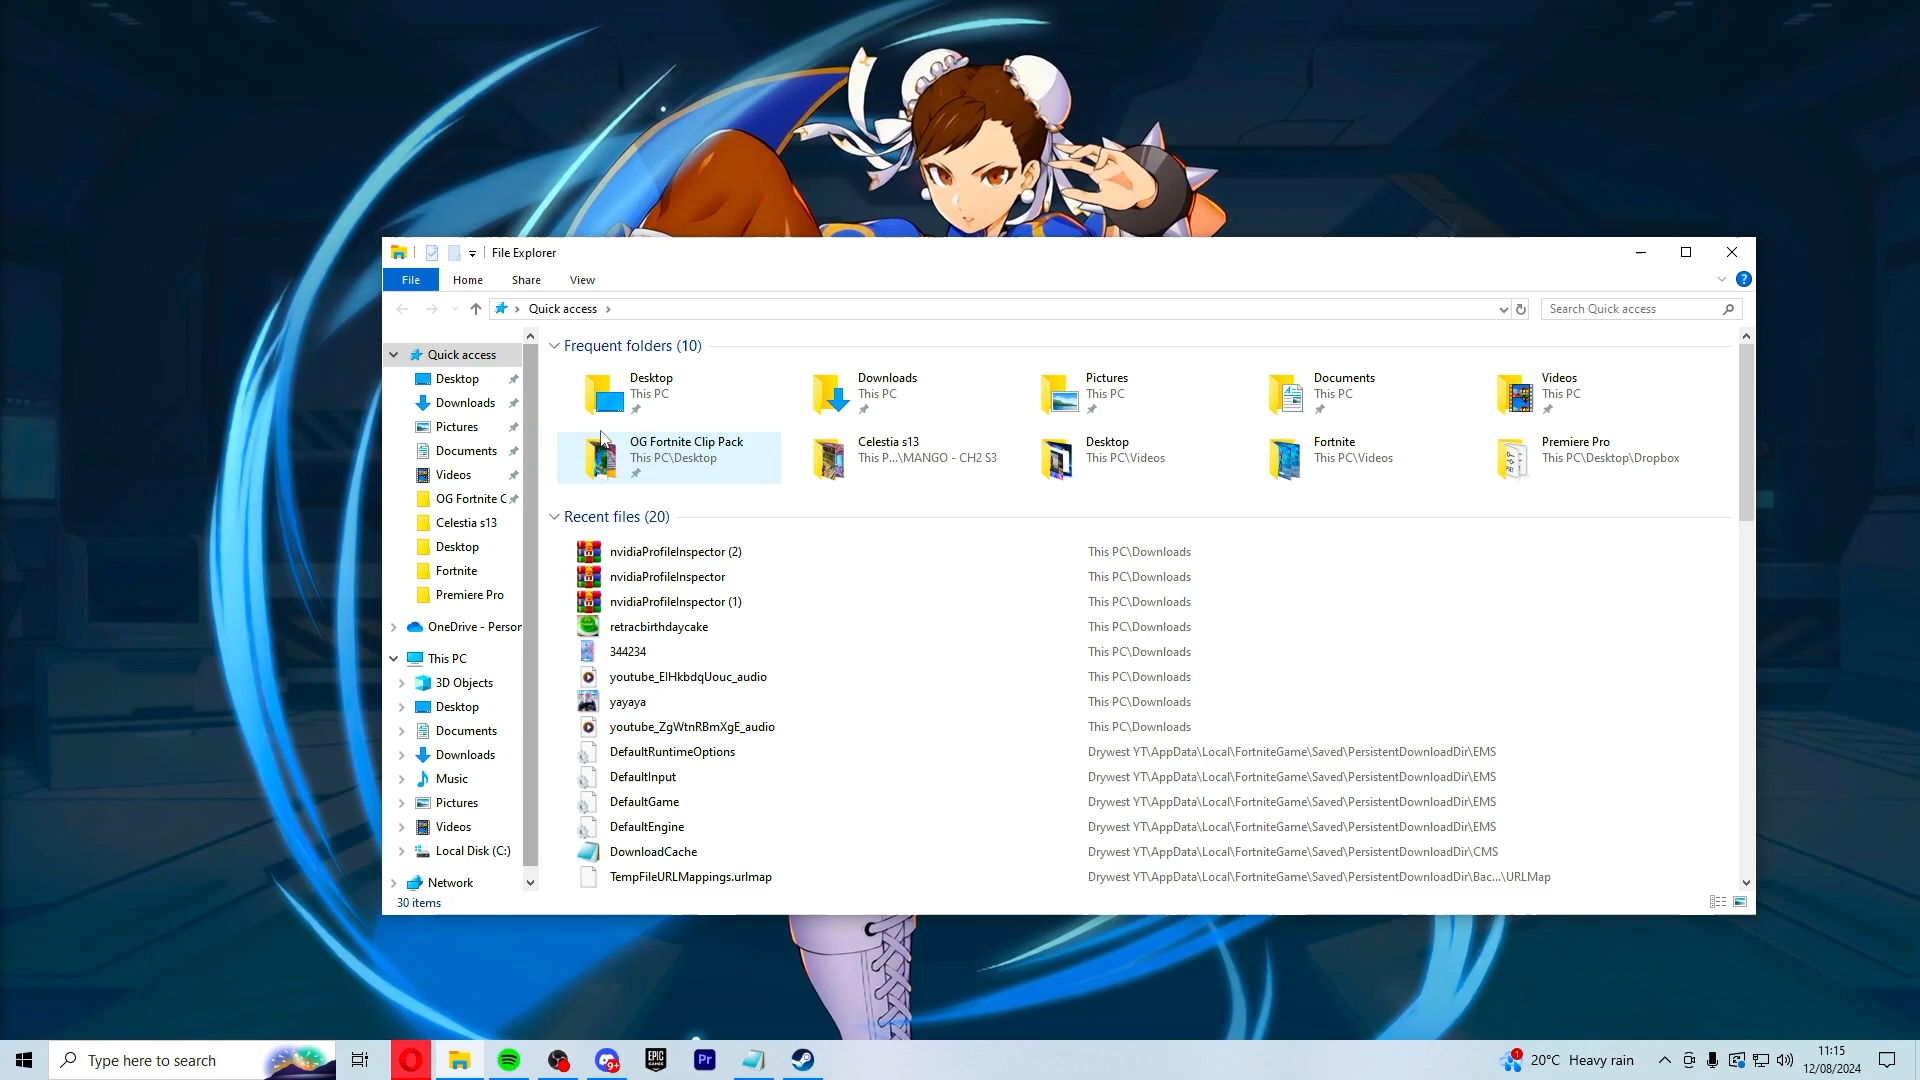 File Explorer
File Home Share View
Quick access
Search Quick access
Quick access
Desktop
Downloads
Pictures
Documents
Videos
OG Fortnite C
Celestia s13
Desktop
Fortnite
Premiere Pro
OneDrive - Person
This PC
3D Objects
Desktop
Documents
Downloads
Music
Pictures
Videos
Local Disk (C:)
Network
30 items
Frequent folders (10)
Desktop
This PC
Downloads
This PC
Pictures
This PC
Documents
This PC
Videos
This PC
OG Fortnite Clip Pack
This PC\Desktop
Celestia s13
This P...\MANGO - CH2 S3
Desktop
This PC\Videos
Fortnite
This PC\Videos
Premiere Pro
This PC\Desktop\Dropbox
Recent files (20)
nvidiaProfileInspector (2) This PC\Downloads
nvidiaProfileInspector This PC\Downloads
nvidiaProfileInspector (1) This PC\Downloads
retracbirthdaycake This PC\Downloads
344234 This PC\Downloads
youtube_ElHkbdqUouc_audio This PC\Downloads
yayaya This PC\Downloads
youtube_ZgWtnRBmXgE_audio This PC\Downloads
DefaultRuntimeOptions Drywest YT\AppData\Local\FortniteGame\Saved\PersistentDownloadDir\EMS
DefaultInput Drywest YT\AppData\Local\FortniteGame\Saved\PersistentDownloadDir\EMS
DefaultGame Drywest YT\AppData\Local\FortniteGame\Saved\PersistentDownloadDir\EMS
DefaultEngine Drywest YT\AppData\Local\FortniteGame\Saved\PersistentDownloadDir\EMS
DownloadCache Drywest YT\AppData\Local\FortniteGame\Saved\PersistentDownloadDir\CMS
TempFileURLMappings.urlmap Drywest YT\AppData\Local\FortniteGame\Saved\PersistentDownloadDir\Bac...\URLMap
Type here to search
9+
EPIC GAMES
Pr
1
20°C Heavy rain
11:15
12/08/2024